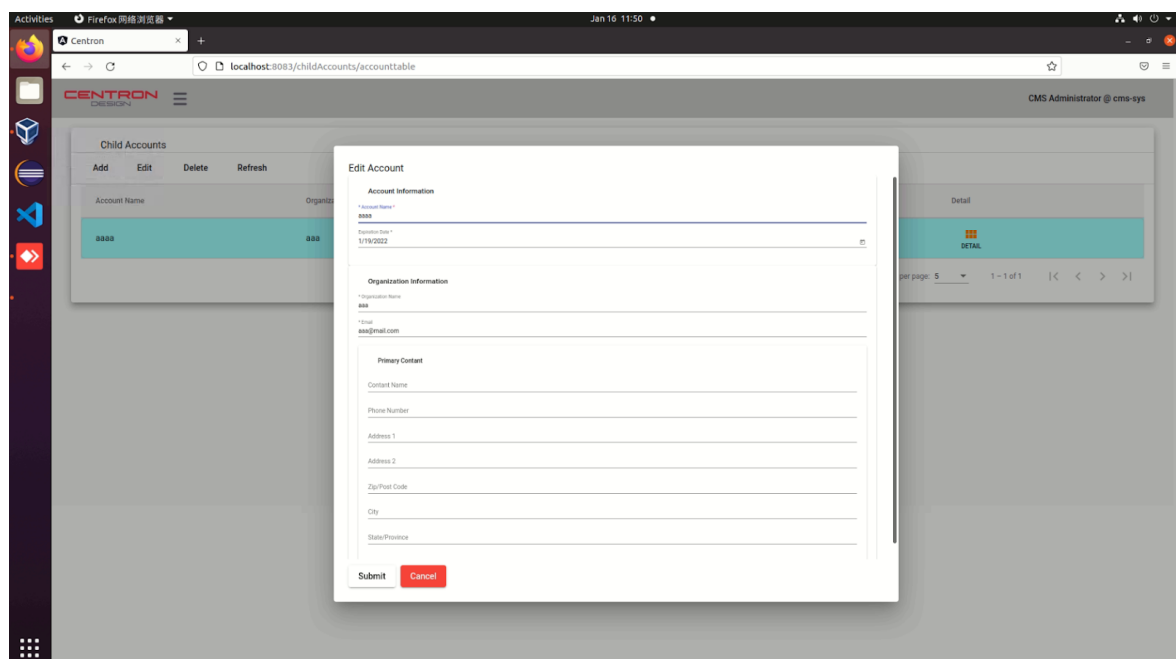 Activities Firefox 网络浏览器 Jan 16 11:50
Centron
localhost:8083/childAccounts/accounttable
CENTRON
DESIGN
CMS Administrator @ cms-sys
Child Accounts
Add Edit Delete Refresh
Account Name Organiza Detail
aaaa aaa DETAIL
per page: 5 1 – 1 of 1
Edit Account
Account Information
* Account Name *
aaaa
Expiration Date *
1/19/2022
Organization Information
* Organization Name
aaa
* Email
aaa@mail.com
Primary Contant
Contant Name
Phone Number
Address 1
Address 2
Zip/Post Code
City
State/Province
Submit Cancel